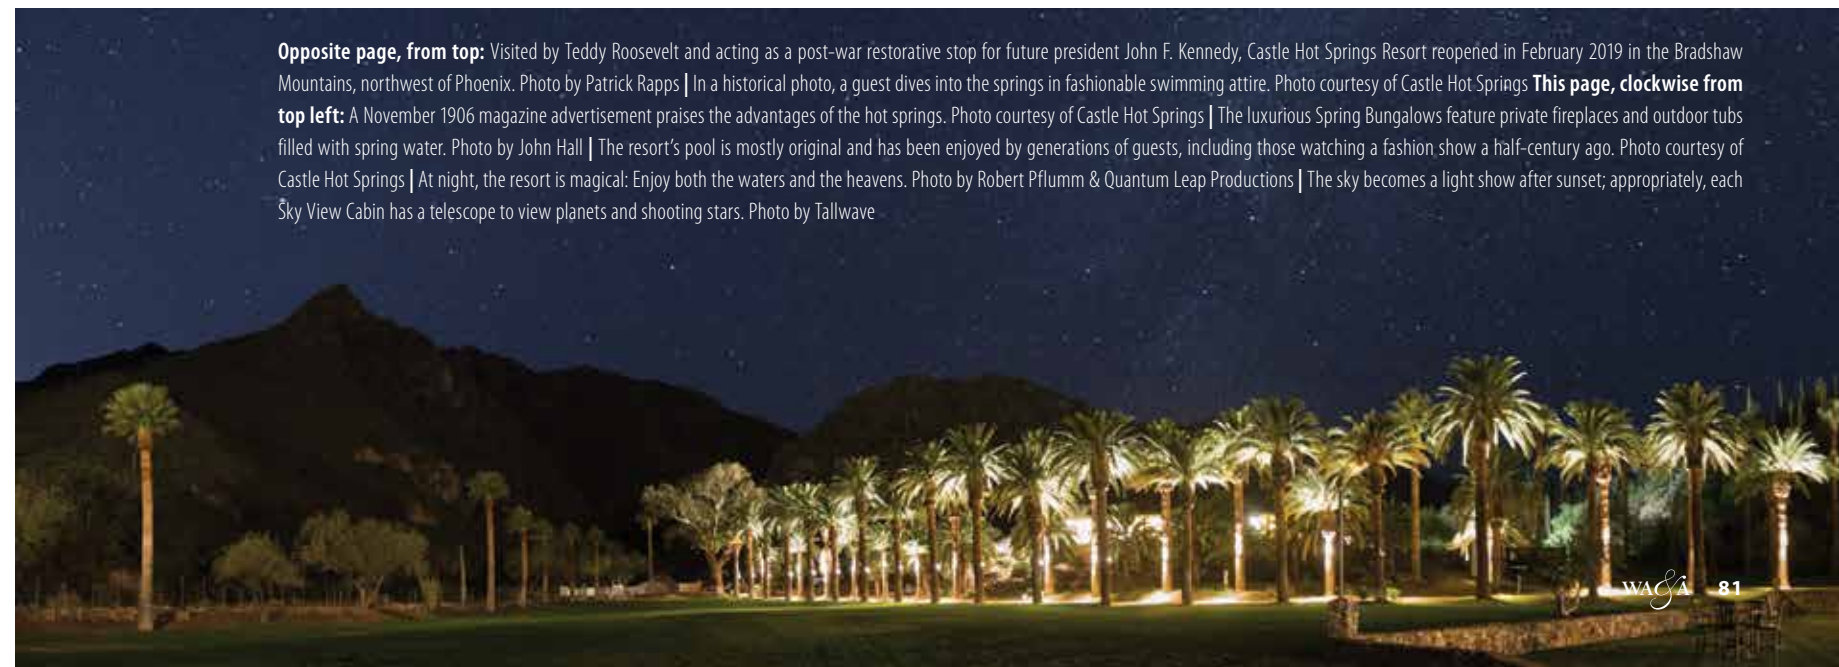 Opposite page, from top: Visited by Teddy Roosevelt and acting as a post-war restorative stop for future president John F. Kennedy, Castle Hot Springs Resort reopened in February 2019 in the Bradshaw
Mountains, northwest of Phoenix. Photo by Patrick Rapps | In a historical photo, a guest dives into the springs in fashionable swimming attire. Photo courtesy of Castle Hot Springs This page, clockwise from
top left: A November 1906 magazine advertisement praises the advantages of the hot springs. Photo courtesy of Castle Hot Springs | The luxurious Spring Bungalows feature private fireplaces and outdoor tubs
filled with spring water. Photo by John Hall | The resort's pool is mostly original and has been enjoyed by generations of guests, including those watching a fashion show a half-century ago. Photo courtesy of
Castle Hot Springs | At night, the resort is magical: Enjoy both the waters and the heavens. Photo by Robert Pflumm & Quantum Leap Productions | The sky becomes a light show after sunset; appropriately, each
Sky View Cabin has a telescope to view planets and shooting stars. Photo by Tallwave
WA&A 81